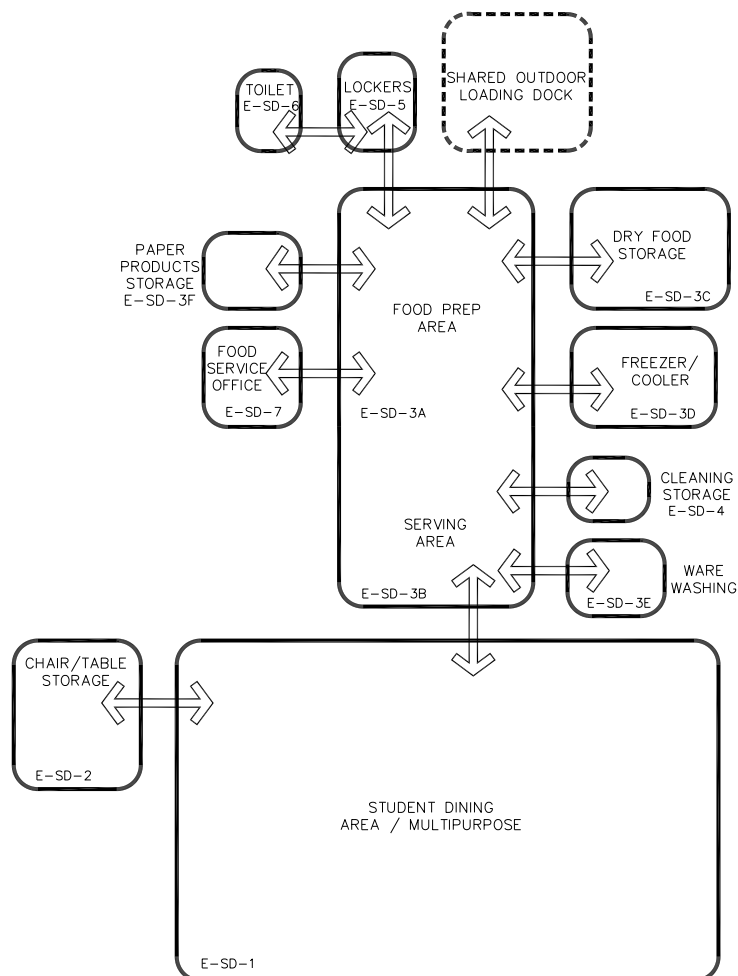 TOILET
E-SD-6
LOCKERS
E-SD-5
SHARED OUTDOOR
LOADING DOCK
PAPER
PRODUCTS
STORAGE
E-SD-3F
DRY FOOD
STORAGE
E-SD-3C
FOOD PREP
AREA
FOOD
SERVICE
OFFICE
E-SD-7
E-SD-3A
FREEZER/
COOLER
E-SD-3D
CLEANING
STORAGE
E-SD-4
SERVING
AREA
E-SD-3B
WARE
WASHING
E-SD-3E
CHAIR/TABLE
STORAGE
E-SD-2
STUDENT DINING
AREA / MULTIPURPOSE
E-SD-1